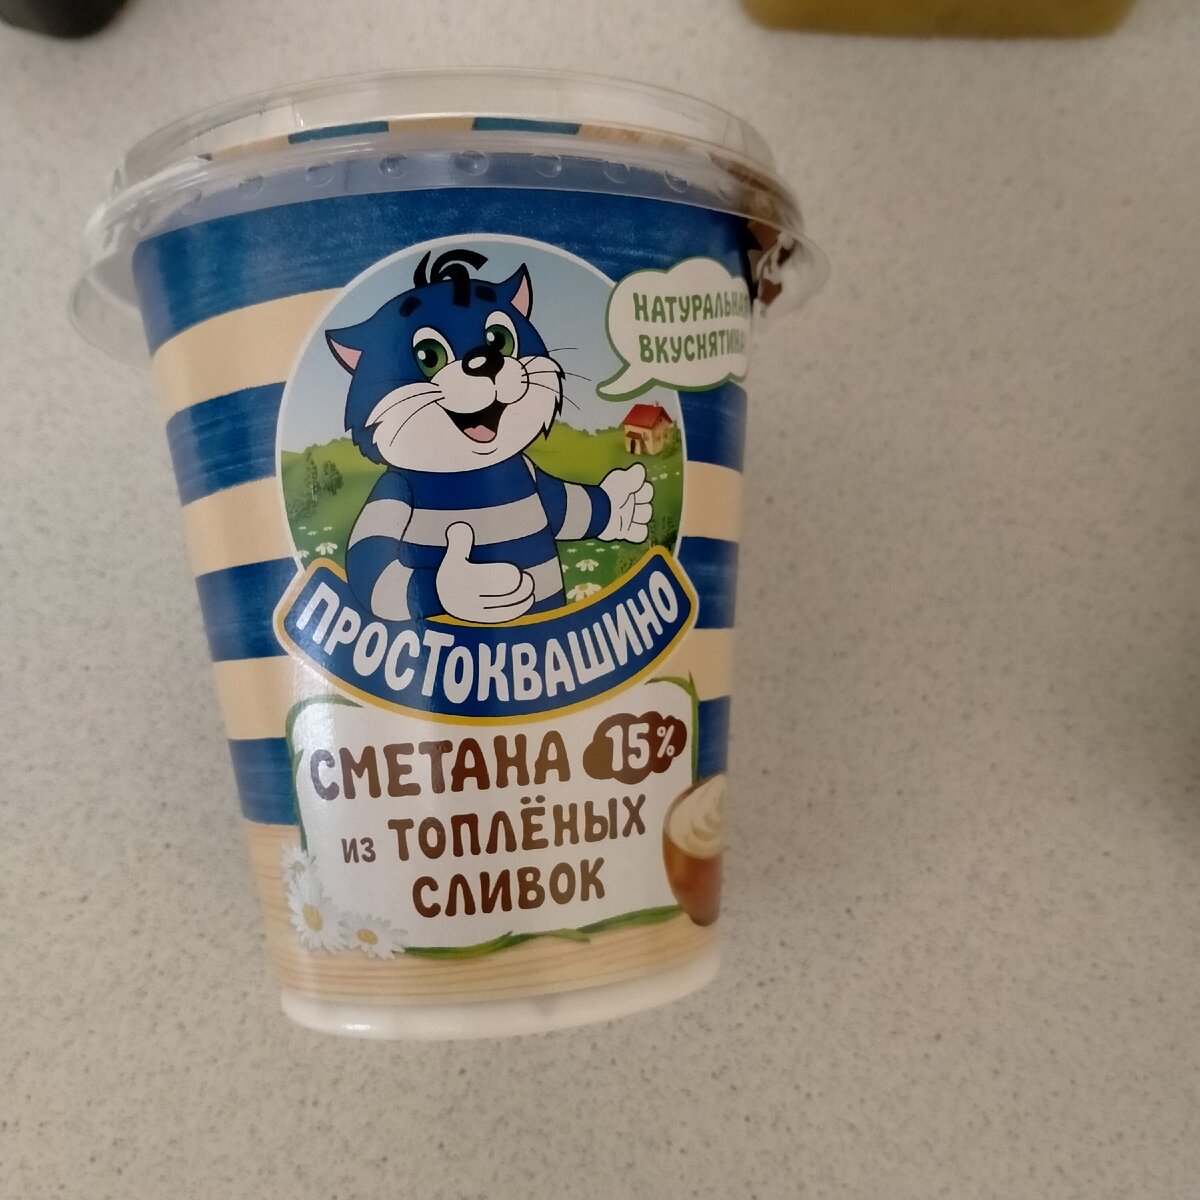 НАТУРАЛЬНАЯ
ВКУСНЯТИНА
ПРОСТОКВАШИНО
СМЕТАНА 15%
ИЗ ТОПЛЁНЫХ
СЛИВОК